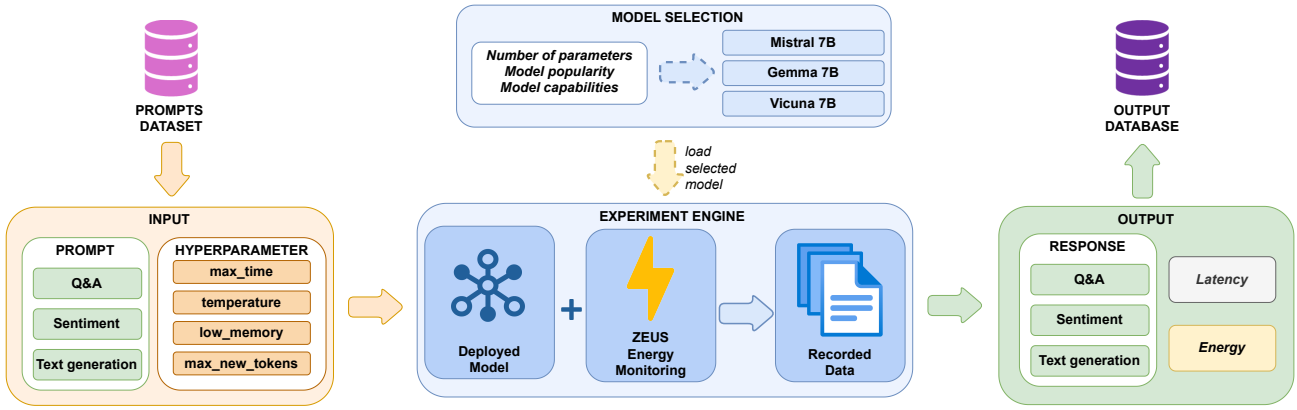 PROMPTS
DATASET
MODEL SELECTION
Number of parameters
Model popularity
Model capabilities
Mistral 7B
Gemma 7B
Vicuna 7B
load
selected
model
OUTPUT
DATABASE
INPUT
PROMPT
Q&A
Sentiment
Text generation
HYPERPARAMETER
max_time
temperature
low_memory
max_new_tokens
EXPERIMENT ENGINE
Deployed
Model
+
ZEUS
Energy
Monitoring
Recorded
Data
OUTPUT
RESPONSE
Q&A
Sentiment
Text generation
Latency
Energy